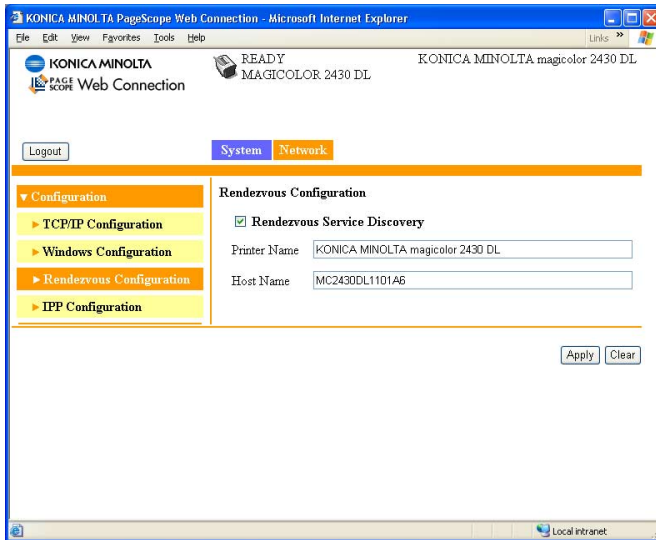 KONICA MINOLTA PageScope Web Connection - Microsoft Internet Explorer
File Edit View Favorites Tools Help Links »
KONICA MINOLTA
PAGE SCOPE Web Connection
READY
MAGICOLOR 2430 DL
KONICA MINOLTA magicolor 2430 DL
Logout
System Network
Configuration
TCP/IP Configuration
Windows Configuration
Rendezvous Configuration
IPP Configuration
Rendezvous Configuration
Rendezvous Service Discovery
Printer Name KONICA MINOLTA magicolor 2430 DL
Host Name MC2430DL1101A6
Apply Clear
Local intranet